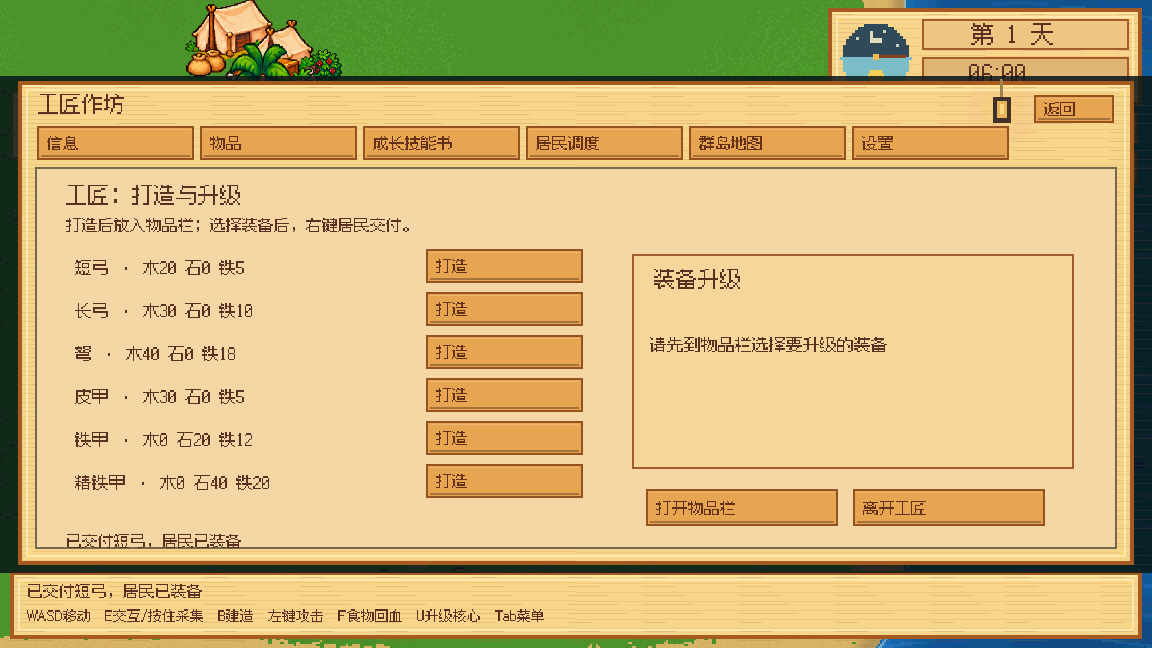 第 1 天
06:00
工匠作坊
返回
信息
物品
成长技能书
居民调度
群岛地图
设置
工匠：打造与升级
打造后放入物品栏；选择装备后，右键居民交付。
短弓 · 木20 石0 铁5
打造
长弓 · 木30 石0 铁10
打造
弩 · 木40 石0 铁18
打造
皮甲 · 木30 石0 铁5
打造
铁甲 · 木0 石20 铁12
打造
精铁甲 · 木0 石40 铁20
打造
装备升级
请先到物品栏选择要升级的装备
打开物品栏
离开工匠
已交付短弓，居民已装备
已交付短弓，居民已装备
WASD移动 E交互/按住采集 B建造 左键攻击 F食物回血 U升级核心 Tab菜单